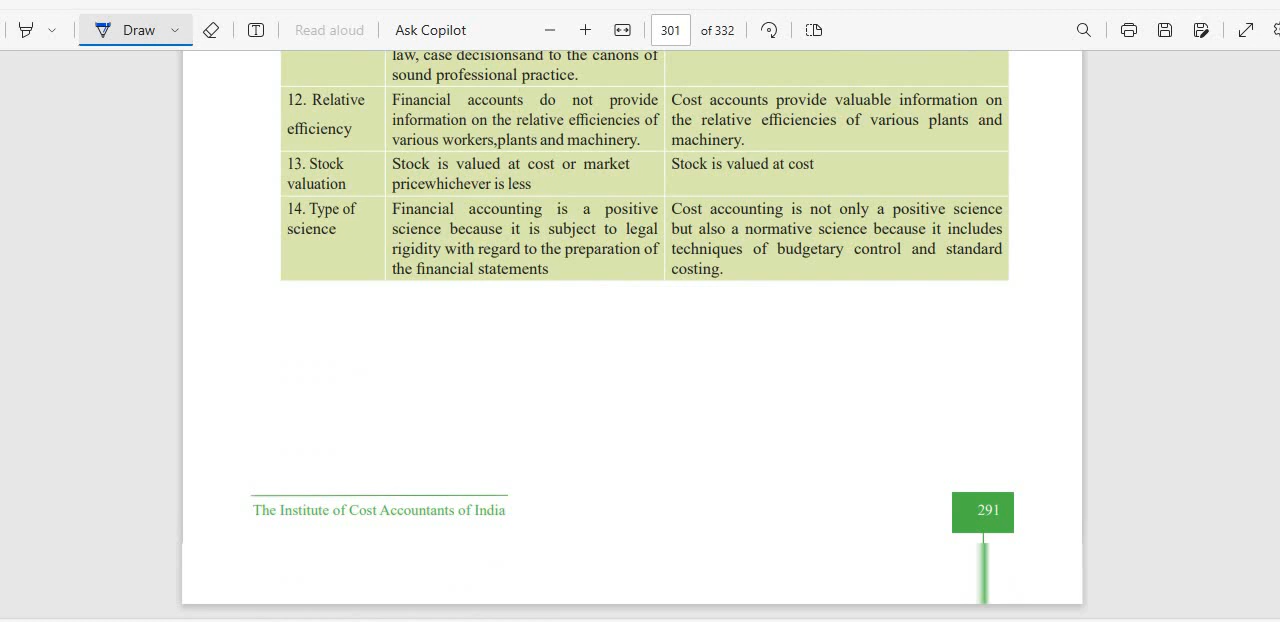 Draw
Read aloud
Ask Copilot
301
of 332
law, case decisionsand to the canons of
sound professional practice.
12. Relative
efficiency
Financial accounts do not provide
information on the relative efficiencies of
various workers,plants and machinery.
Cost accounts provide valuable information on
the relative efficiencies of various plants and
machinery.
13. Stock
valuation
Stock is valued at cost or market
pricewhichever is less
Stock is valued at cost
14. Type of
science
Financial accounting is a positive
science because it is subject to legal
rigidity with regard to the preparation of
the financial statements
Cost accounting is not only a positive science
but also a normative science because it includes
techniques of budgetary control and standard
costing.
The Institute of Cost Accountants of India
291